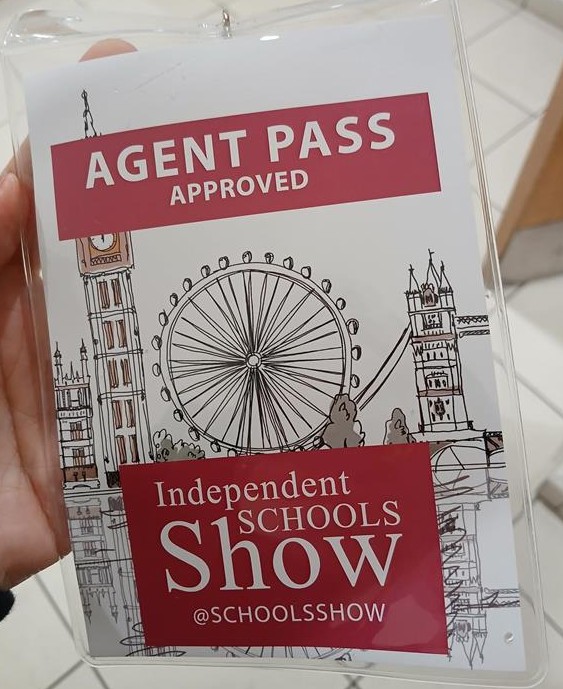 AGENT PASS
APPROVED
Independent
SCHOOLS
Show
@SCHOOLSSHOW